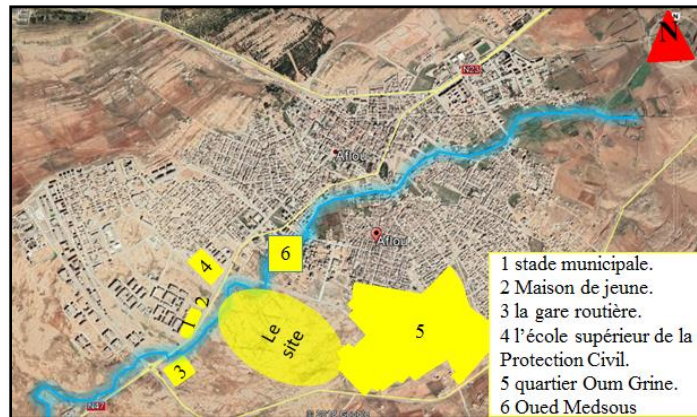 N
N23
Aflou
Aflou
6
4
2
1
3
Le
site
5
N47
1 stade municipale.
2 Maison de jeune.
3 la gare routière.
4 l'école supérieur de la
Protection Civil.
5 quartier Oum Grine.
6 Oued Medsous